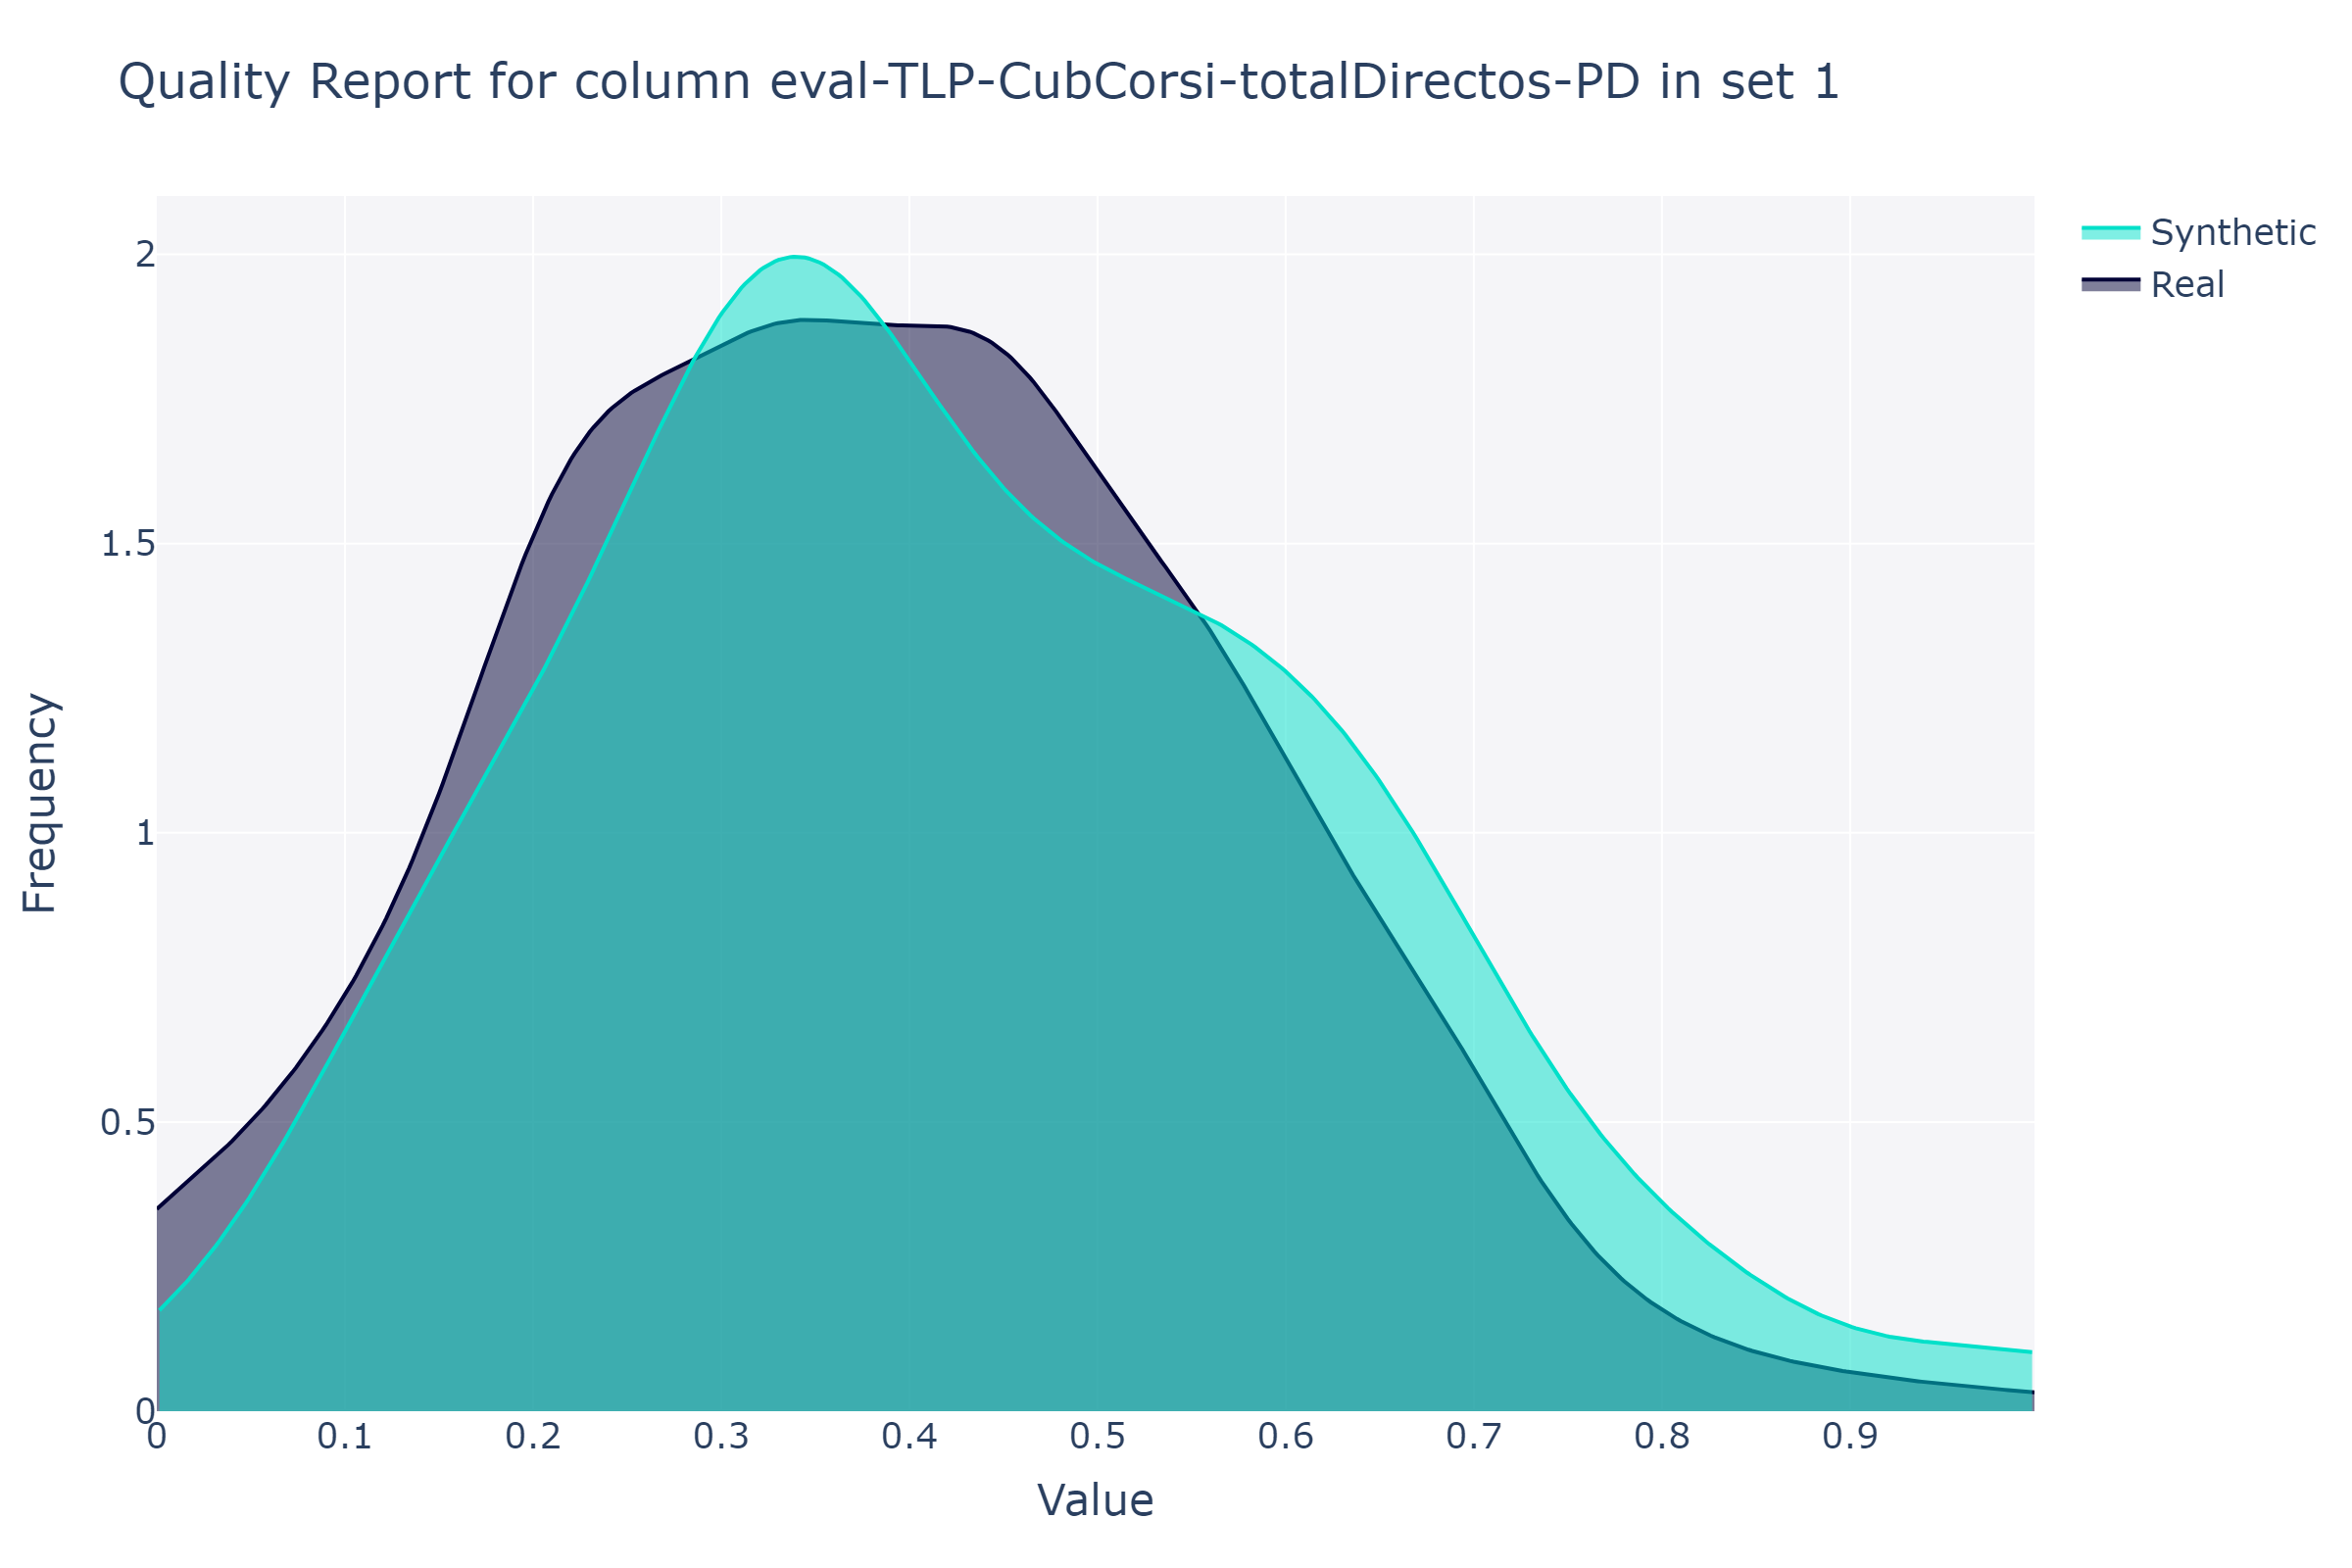 Quality Report for column eval-TLP-CubCorsi-totalDirectos-PD in set 1
Synthetic
Real
2
1.5
1
0.5
0
Frequency
0 0.1 0.2 0.3 0.4 0.5 0.6 0.7 0.8 0.9
Value